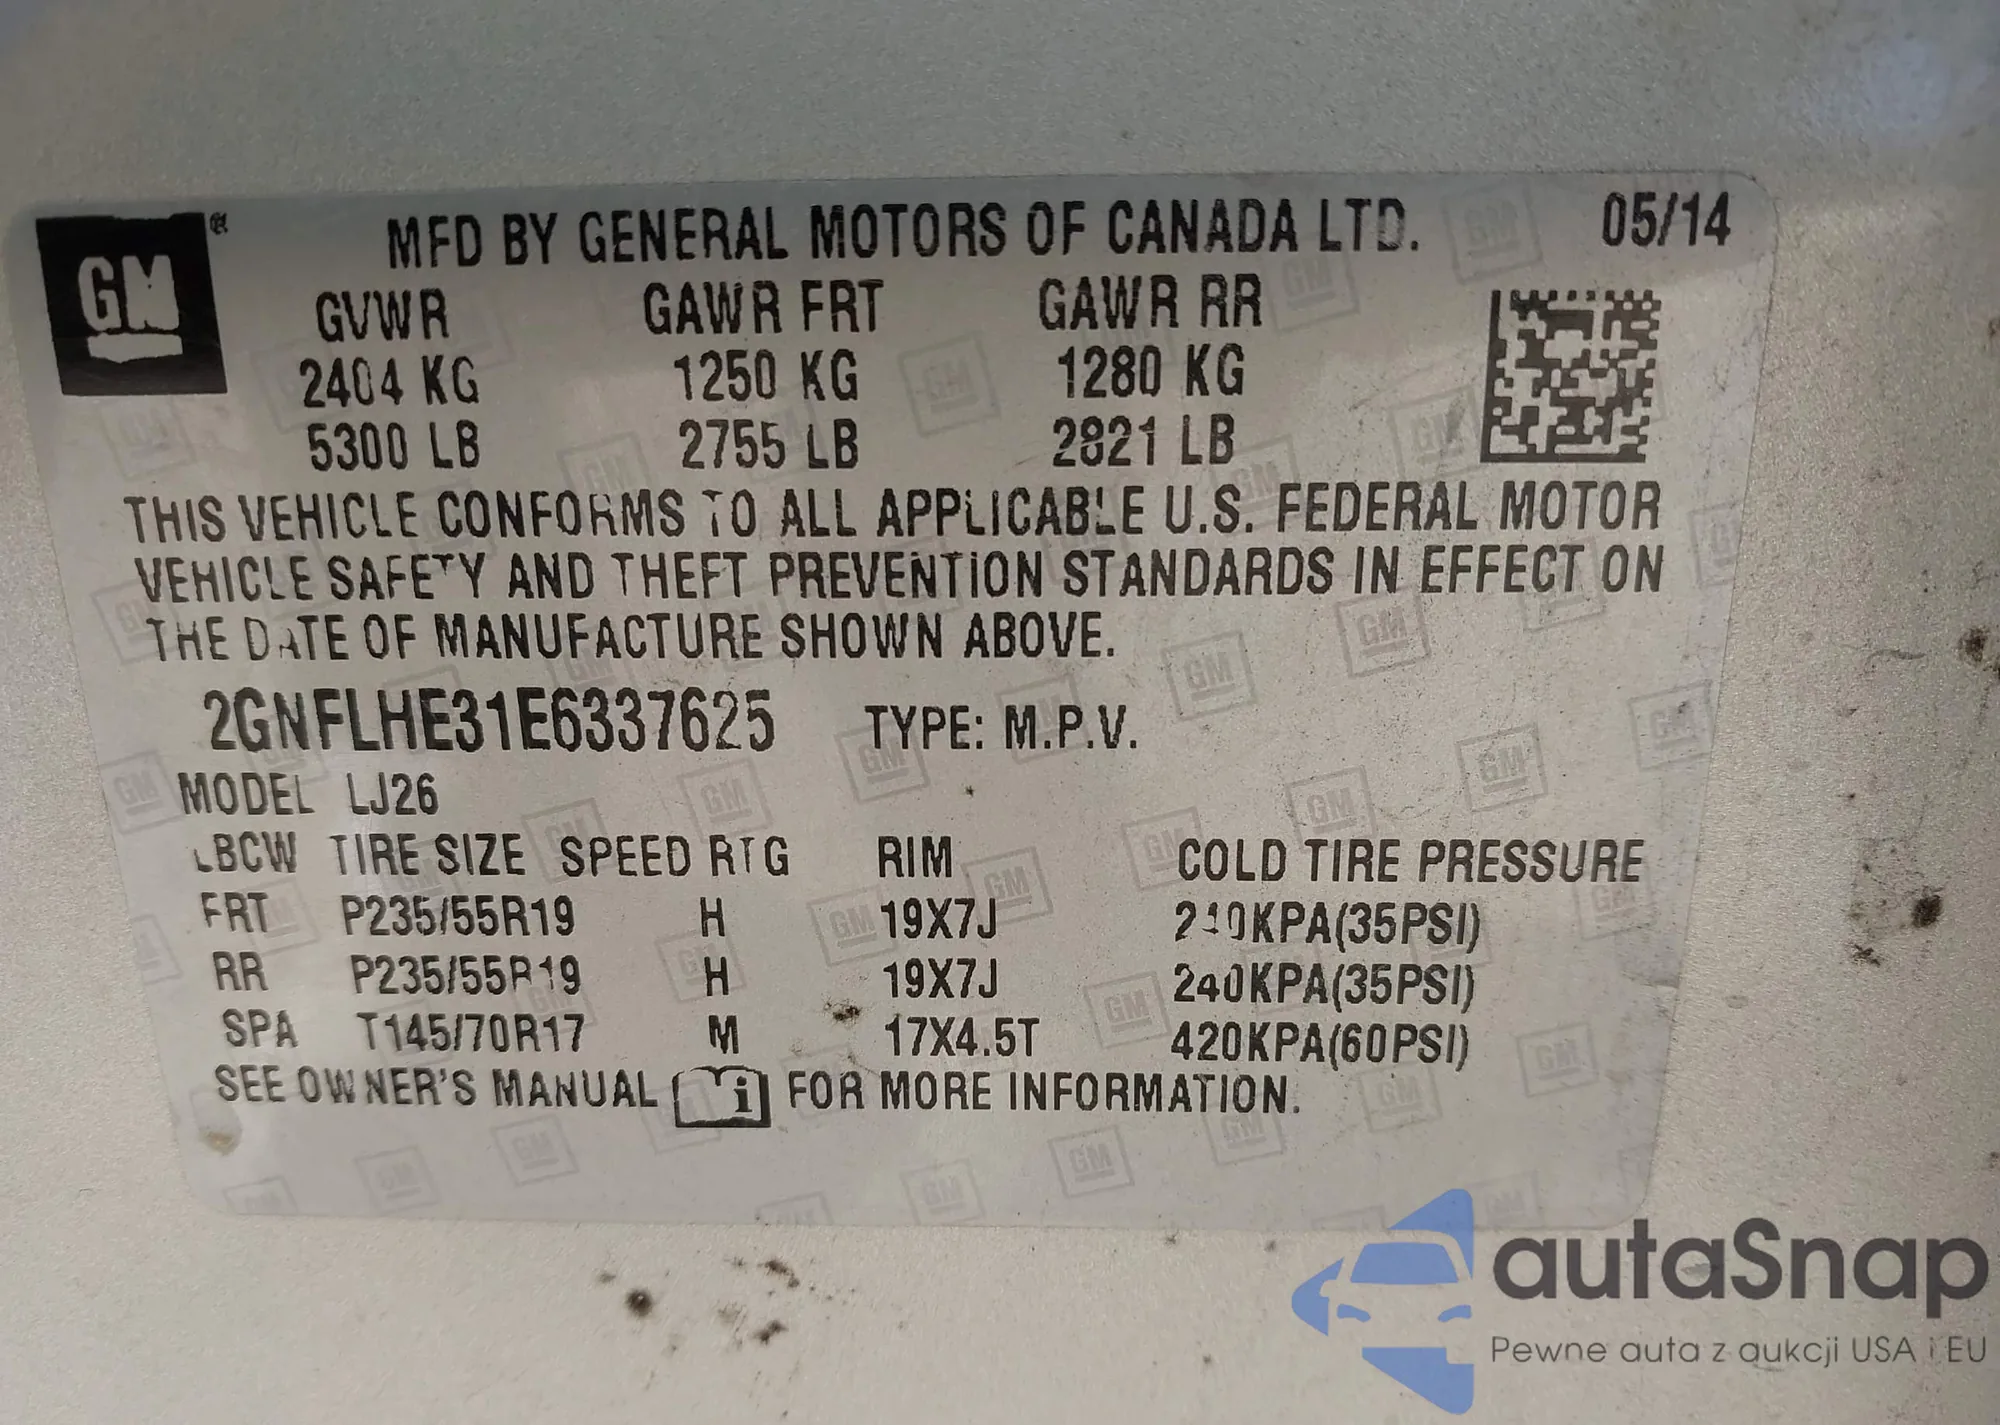 GM
MFD BY GENERAL MOTORS OF CANADA LTD. 05/14
GVWR GAWR FRT GAWR RR
2404 KG 1250 KG 1280 KG
5300 LB 2755 LB 2821 LB
THIS VEHICLE CONFORMS TO ALL APPLICABLE U.S. FEDERAL MOTOR
VEHICLE SAFETY AND THEFT PREVENTION STANDARDS IN EFFECT ON
THE DATE OF MANUFACTURE SHOWN ABOVE.
2GNFLHE31E6337625 TYPE: M.P.V.
MODEL LJ26
LBCW TIRE SIZE SPEED RTG RIM COLD TIRE PRESSURE
FRT P235/55R19 H 19X7J 240KPA(35PSI)
RR P235/55R19 H 19X7J 240KPA(35PSI)
SPA T145/70R17 M 17X4.5T 420KPA(60PSI)
SEE OWNER'S MANUAL i FOR MORE INFORMATION.
autaSnap
Pewne auta z aukcji USA i EU